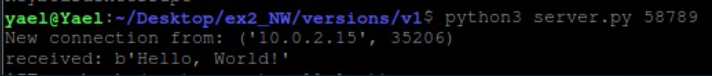 yael@Yael:~/Desktop/ex2_NW/versions/v1$ python3 server.py 58789
New connection from: ('10.0.2.15', 35206)
received: b'Hello, World!'